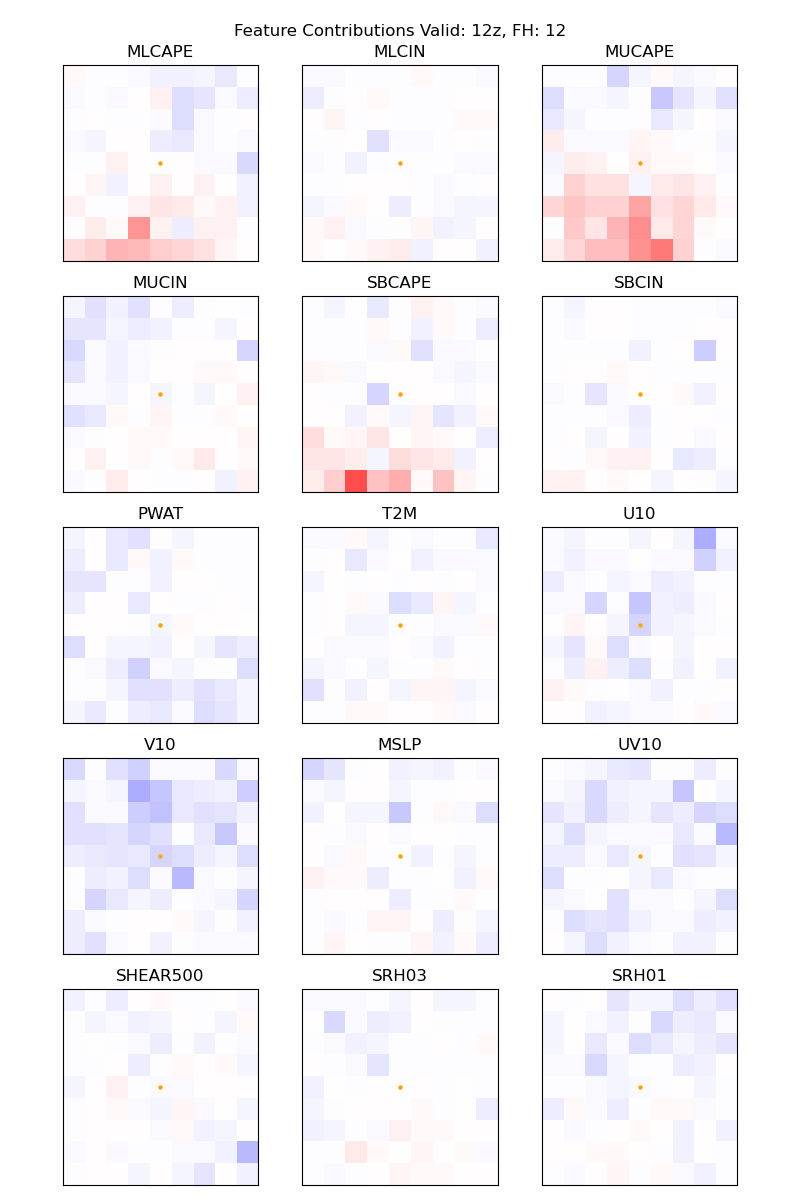 Feature Contributions Valid: 12z, FH: 12
MLCAPE
MLCIN
MUCAPE
MUCIN
SBCAPE
SBCIN
PWAT
T2M
U10
V10
MSLP
UV10
SHEAR500
SRH03
SRH01